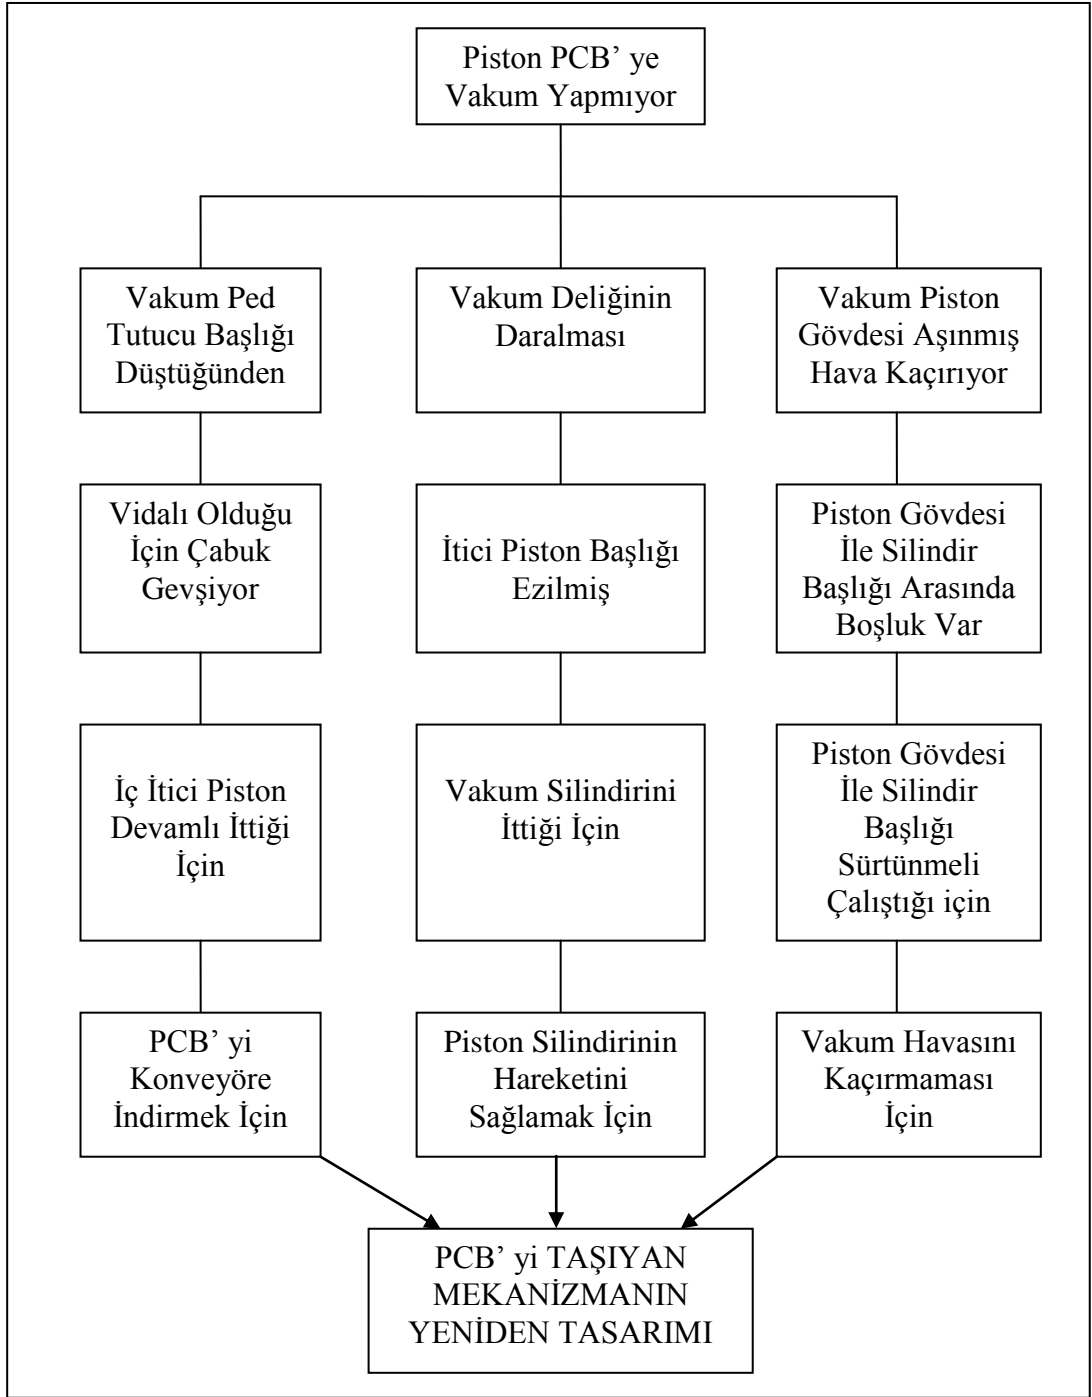 Piston PCB’ ye
Vakum Yapmıyor
Vakum Ped
Tutucu Başlığı
Düştüğünden
Vakum Deliğinin
Daralması
Vakum Piston
Gövdesi Aşınmış
Hava Kaçırıyor
Vidalı Olduğu
İçin Çabuk
Gevşiyor
İtici Piston Başlığı
Ezilmiş
Piston Gövdesi
İle Silindir
Başlığı Arasında
Boşluk Var
İç İtici Piston
Devamlı İttiği
İçin
Vakum Silindirini
İttiği İçin
Piston Gövdesi
İle Silindir
Başlığı
Sürtünmeli
Çalıştığı için
PCB’ yi
Konveyöre
İndirmek İçin
Piston Silindirinin
Hareketini
Sağlamak İçin
Vakum Havasını
Kaçırmaması
İçin
PCB’ yi TAŞIYAN
MEKANİZMANIN
YENİDEN TASARIMI